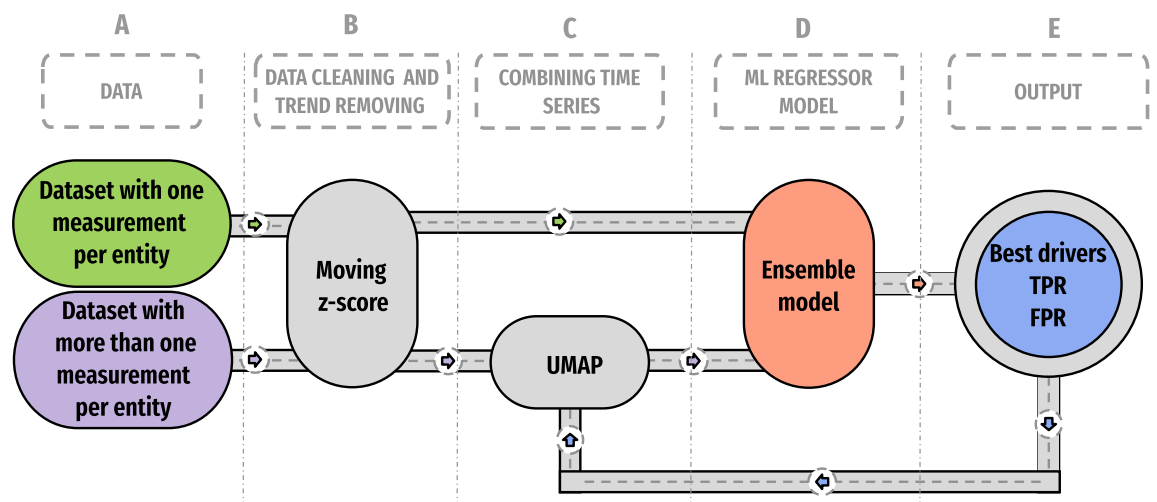 A
B
C
D
E
DATA
DATA CLEANING AND
TREND REMOVING
COMBINING TIME
SERIES
ML REGRESSOR
MODEL
OUTPUT
Dataset with one
measurement
per entity
Dataset with
more than one
measurement
per entity
Moving
z-score
UMAP
Ensemble
model
Best drivers
TPR
FPR